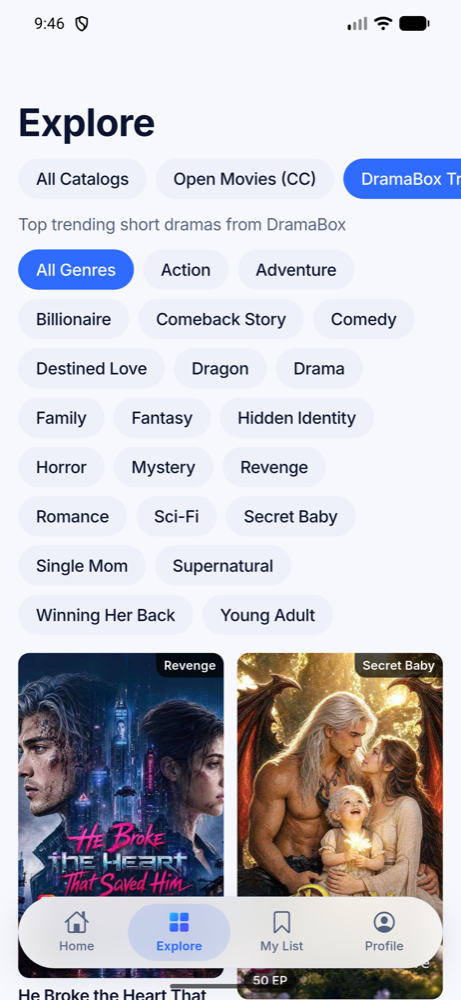 9:46
Explore
All Catalogs Open Movies (CC) DramaBox Tr
Top trending short dramas from DramaBox
All Genres Action Adventure
Billionaire Comeback Story Comedy
Destined Love Dragon Drama
Family Fantasy Hidden Identity
Horror Mystery Revenge
Romance Sci-Fi Secret Baby
Single Mom Supernatural
Winning Her Back Young Adult
Revenge Secret Baby
He Broke
the Heart
That Saved Him
Home Explore My List Profile
50 EP
He Broke the Heart That